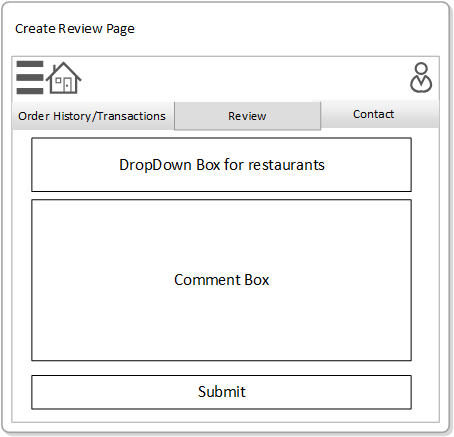 Create Review Page
Order History/Transactions
Review
Contact
DropDown Box for restaurants
Comment Box
Submit